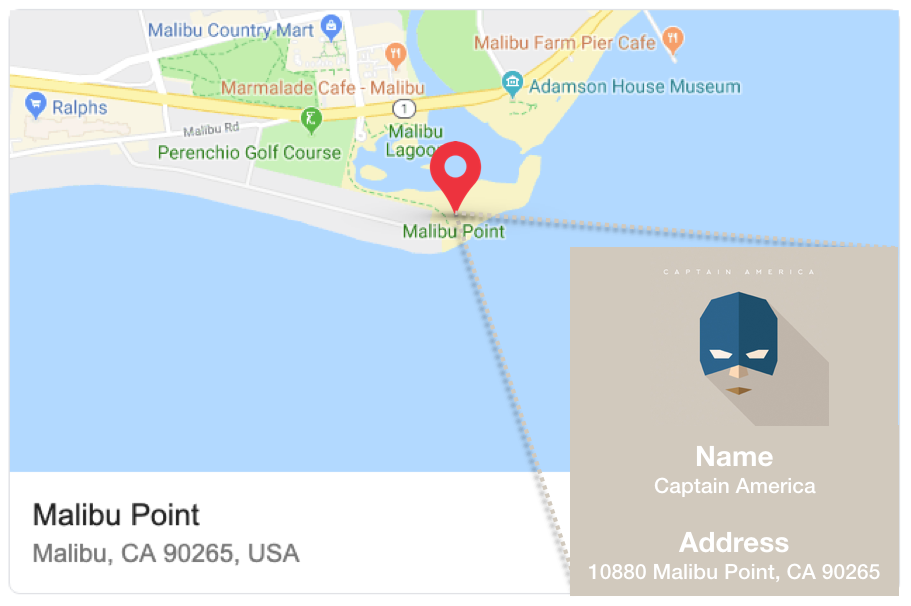 Malibu Country Mart
Malibu Farm Pier Cafe
Marmalade Cafe - Malibu
Adamson House Museum
Ralphs
1
Malibu Rd
Malibu
Lagoo
Perenchio Golf Course
Malibu Point
CAPTAIN AMERICA
Name
Captain America
Malibu Point
Malibu, CA 90265, USA
Address
10880 Malibu Point, CA 90265